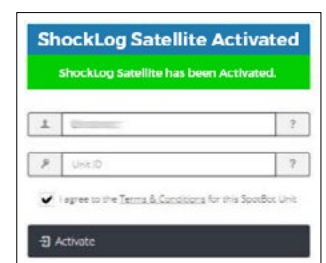 ShockLog Satellite Activated
ShockLog Satellite has been Activated.
?
Unit ID
?
I agree to the Terms & Conditions for this SpotBot Unit
Activate